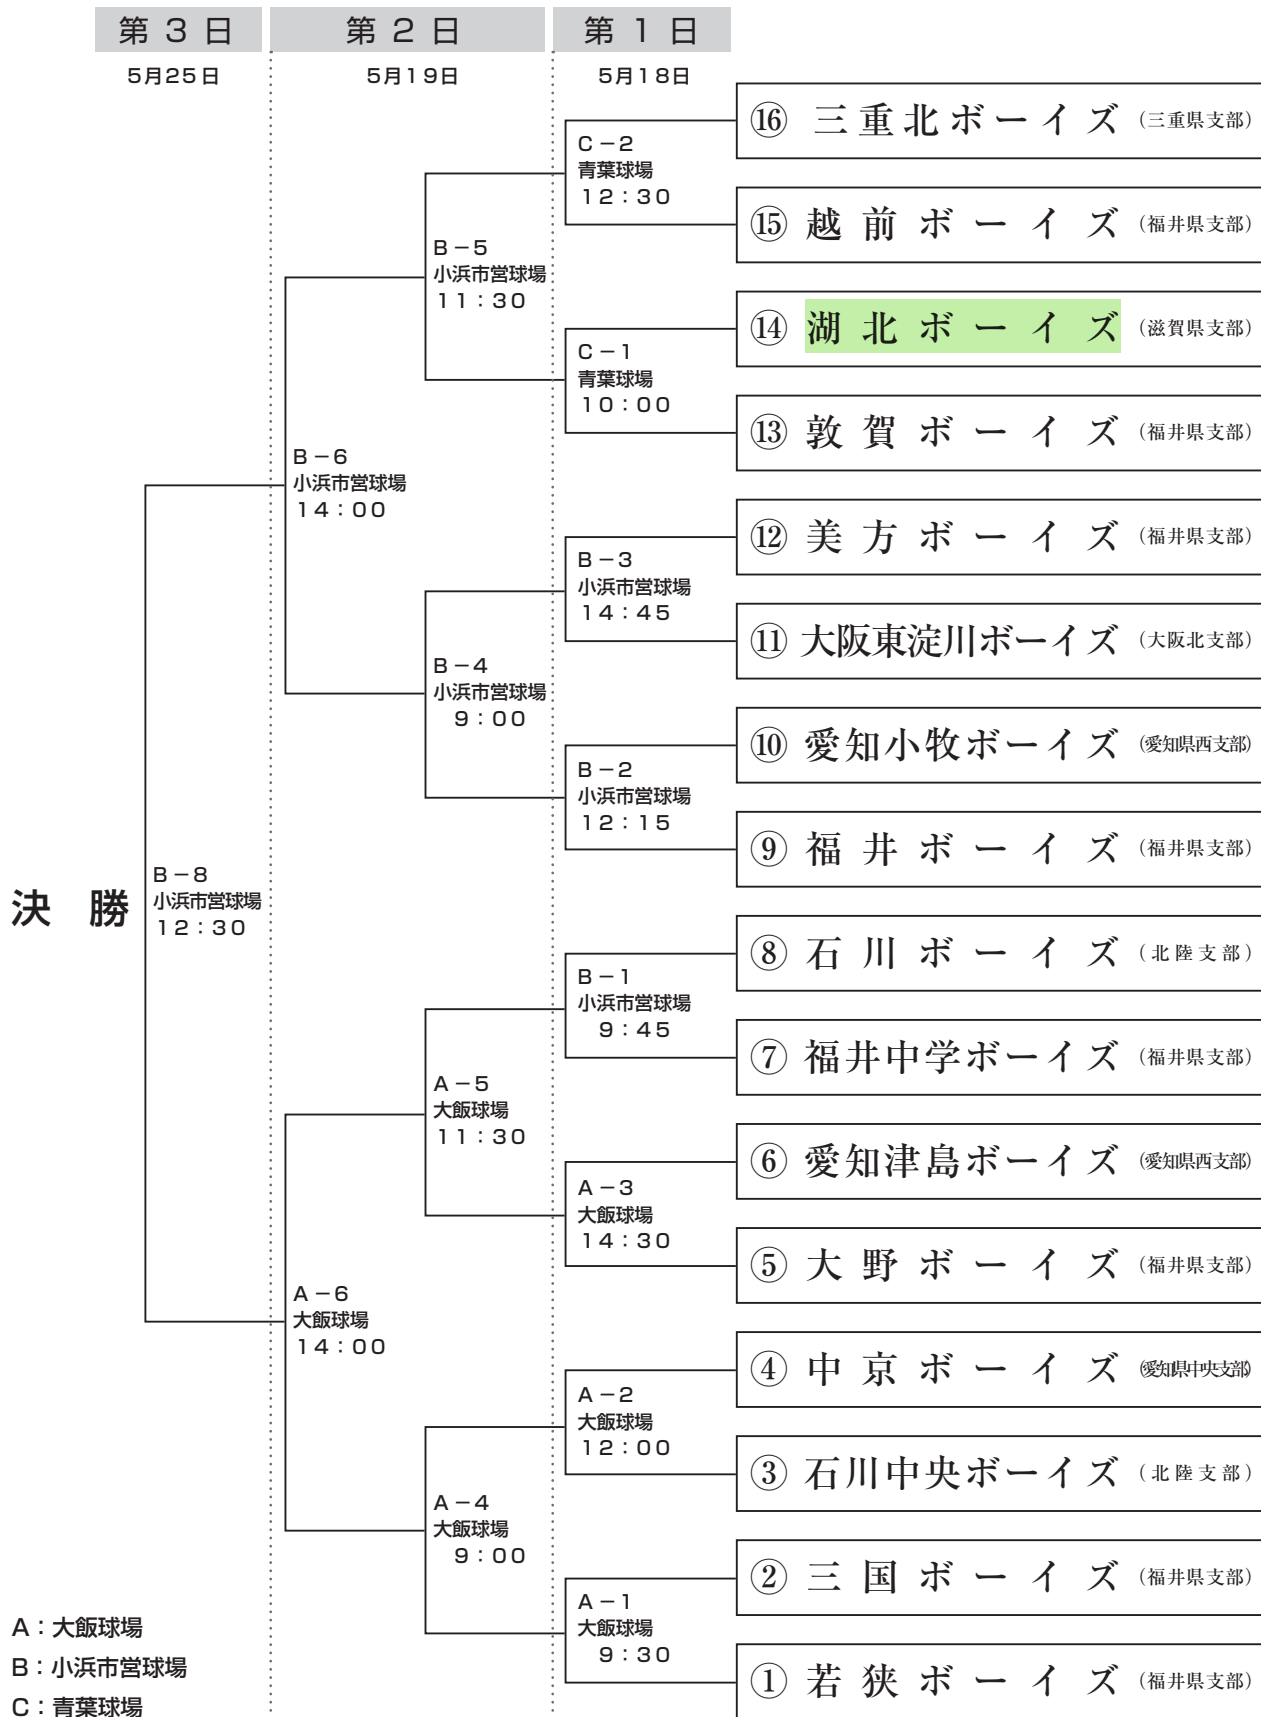 第３日
第２日
第１日
5月25日
5月19日
5月18日
⑯ 三重北ボーイズ （三重県支部）
C－2
青葉球場
12：30
⑮ 越前ボーイズ （福井県支部）
B－5
小浜市営球場
11：30
⑭ 湖北ボーイズ （滋賀県支部）
C－1
青葉球場
10：00
⑬ 敦賀ボーイズ （福井県支部）
B－6
小浜市営球場
14：00
⑫ 美方ボーイズ （福井県支部）
B－3
小浜市営球場
14：45
⑪ 大阪東淀川ボーイズ （大阪北支部）
B－4
小浜市営球場
9：00
⑩ 愛知小牧ボーイズ （愛知県西支部）
B－2
小浜市営球場
12：15
⑨ 福井ボーイズ （福井県支部）
決勝
B－8
小浜市営球場
12：30
⑧ 石川ボーイズ （北陸支部）
B－1
小浜市営球場
9：45
⑦ 福井中学ボーイズ （福井県支部）
A－5
大飯球場
11：30
⑥ 愛知津島ボーイズ （愛知県西支部）
A－3
大飯球場
14：30
⑤ 大野ボーイズ （福井県支部）
A－6
大飯球場
14：00
④ 中京ボーイズ （愛知県中央支部）
A－2
大飯球場
12：00
③ 石川中央ボーイズ （北陸支部）
A－4
大飯球場
9：00
② 三国ボーイズ （福井県支部）
A－1
大飯球場
9：30
① 若狭ボーイズ （福井県支部）
A：大飯球場
B：小浜市営球場
C：青葉球場